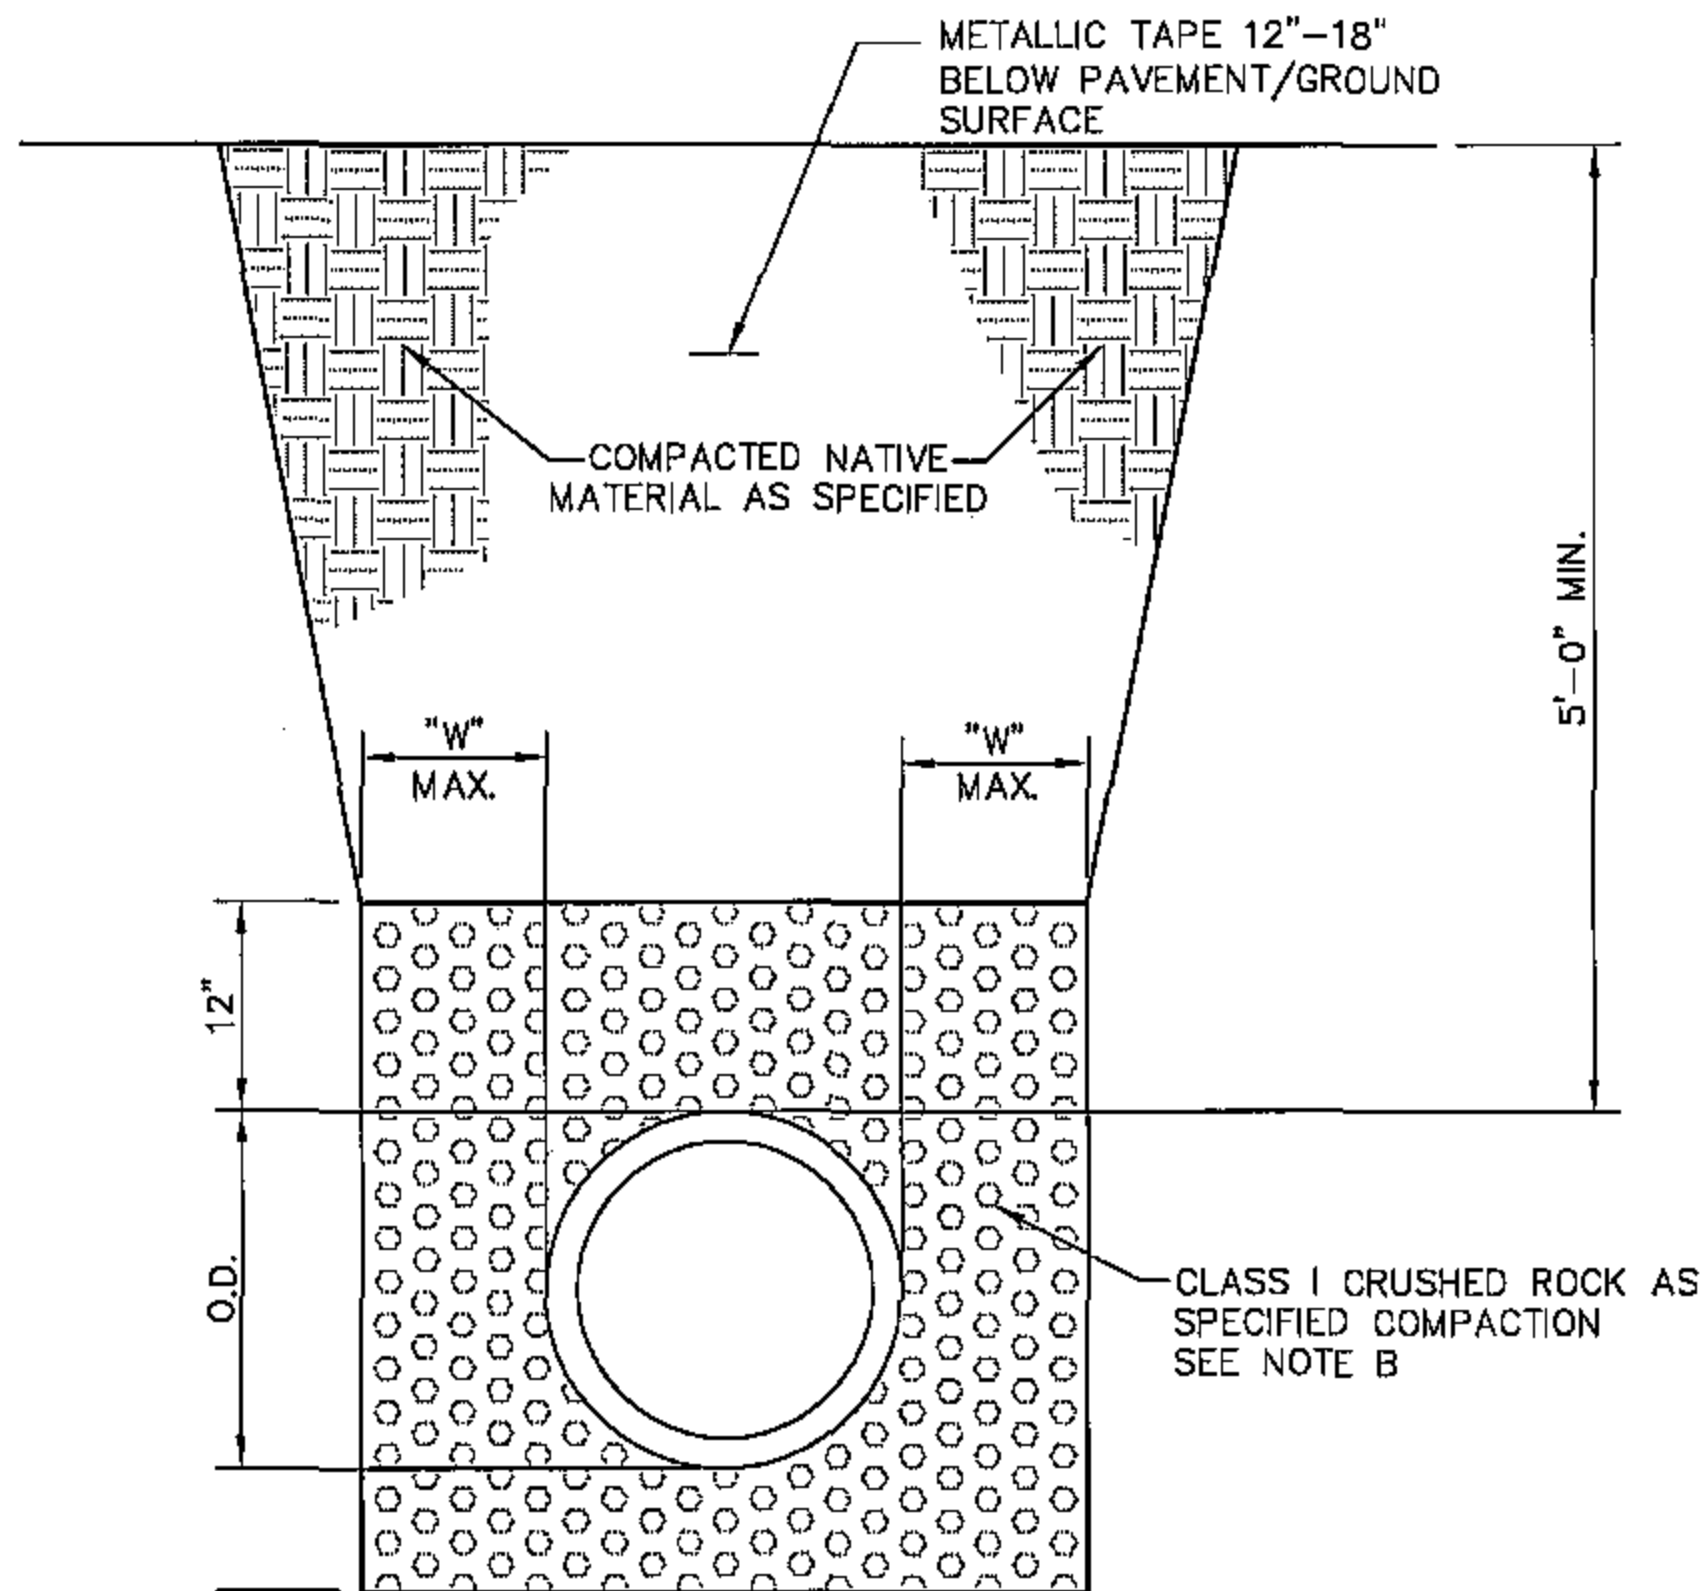 METALLIC TAPE 12"-18"
BELOW PAVEMENT/GROUND
SURFACE
COMPACTED NATIVE
MATERIAL AS SPECIFIED
5'-0" MIN.
"W"
MAX.
"W"
MAX.
12"
O.D.
CLASS I CRUSHED ROCK AS
SPECIFIED COMPACTION
SEE NOTE B